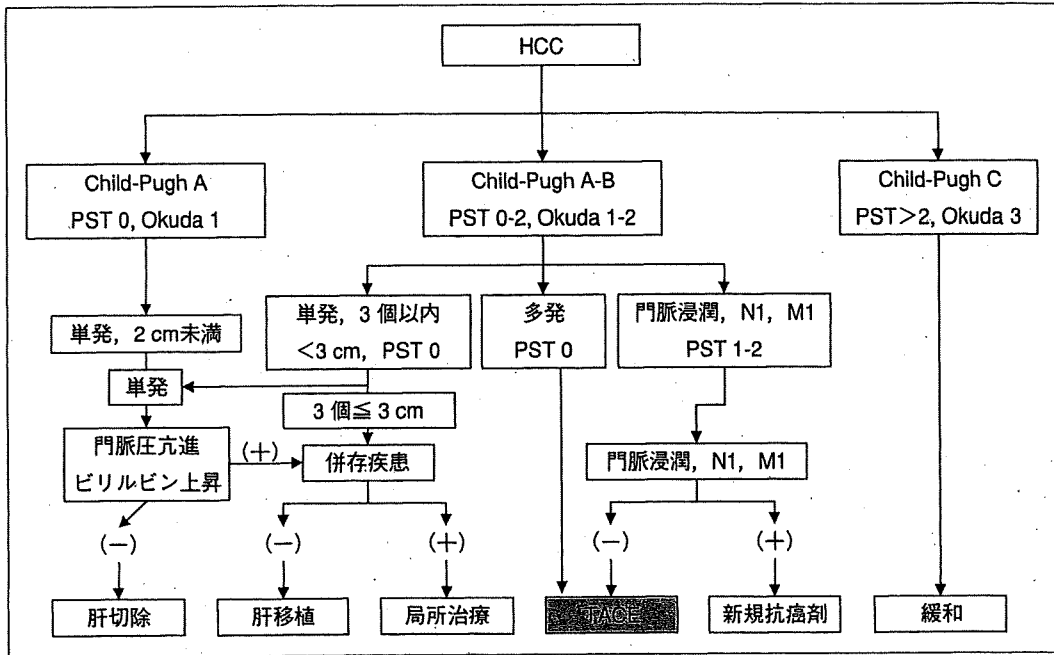 HCC
Child-Pugh A
PST 0, Okuda 1
Child-Pugh A-B
PST 0-2, Okuda 1-2
Child-Pugh C
PST>2, Okuda 3
単発, 2 cm未満
単発, 3 個以内
<3 cm, PST 0
多発
PST 0
門脈浸潤, N1, M1
PST 1-2
単発
3 個≦ 3 cm
門脈圧亢進
ビリルビン上昇
(+)
併存疾患
門脈浸潤, N1, M1
(-)
(-)
(+)
(-)
(+)
肝切除
肝移植
局所治療
TACE
新規抗癌剤
緩和